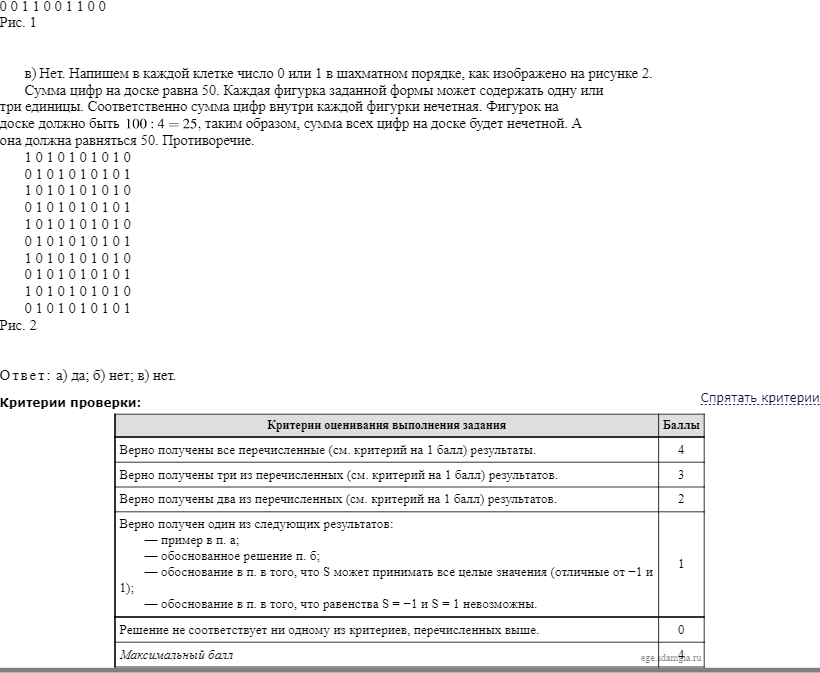 0 0 1 1 0 0 1 1 0 0
Рис. 1
в) Нет. Напишем в каждой клетке число 0 или 1 в шахматном порядке, как изображено на рисунке 2.
Сумма цифр на доске равна 50. Каждая фигурка заданной формы может содержать одну или
три единицы. Соответственно сумма цифр внутри каждой фигурки нечетная. Фигурок на
доске должно быть 100 : 4 = 25, таким образом, сумма всех цифр на доске будет нечетной. А
она должна равняться 50. Противоречие.
1 0 1 0 1 0 1 0 1 0
0 1 0 1 0 1 0 1 0 1
1 0 1 0 1 0 1 0 1 0
0 1 0 1 0 1 0 1 0 1
1 0 1 0 1 0 1 0 1 0
0 1 0 1 0 1 0 1 0 1
1 0 1 0 1 0 1 0 1 0
0 1 0 1 0 1 0 1 0 1
1 0 1 0 1 0 1 0 1 0
0 1 0 1 0 1 0 1 0 1
Рис. 2
Ответ: а) да; б) нет; в) нет.
Критерии проверки:
Спрятать критерии
Критерии оценивания выполнения задания Баллы
Верно получены все перечисленные (см. критерий на 1 балл) результаты. 4
Верно получены три из перечисленных (см. критерий на 1 балл) результатов. 3
Верно получены два из перечисленных (см. критерий на 1 балл) результатов. 2
Верно получен один из следующих результатов:
— пример в п. а;
— обоснованное решение п. б;
— обоснование в п. в того, что S может принимать все целые значения (отличные от −1 и
1);
— обоснование в п. в того, что равенства S = −1 и S = 1 невозможны.
1
Решение не соответствует ни одному из критериев, перечисленных выше. 0
Максимальный балл 4
ege.sdamgia.ru